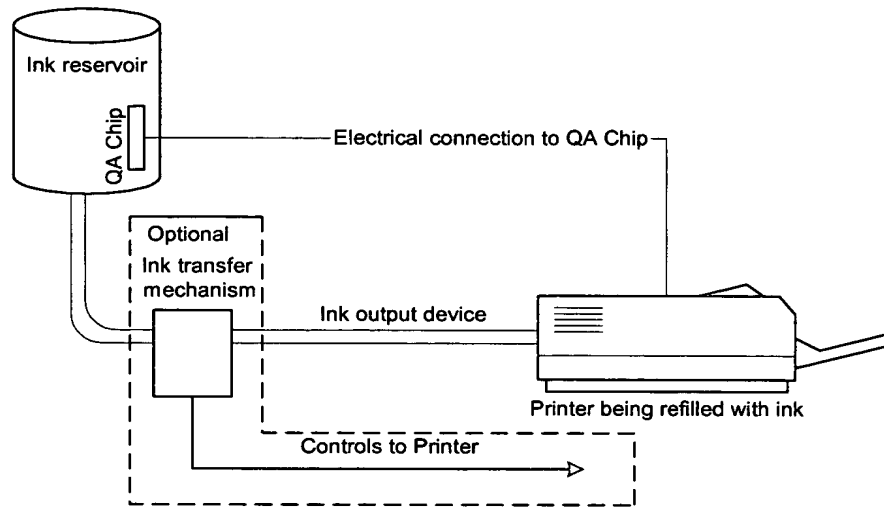 Ink reservoir
QA Chip
Electrical connection to QA Chip
Optional
Ink transfer
mechanism
Ink output device
Printer being refilled with ink
Controls to Printer